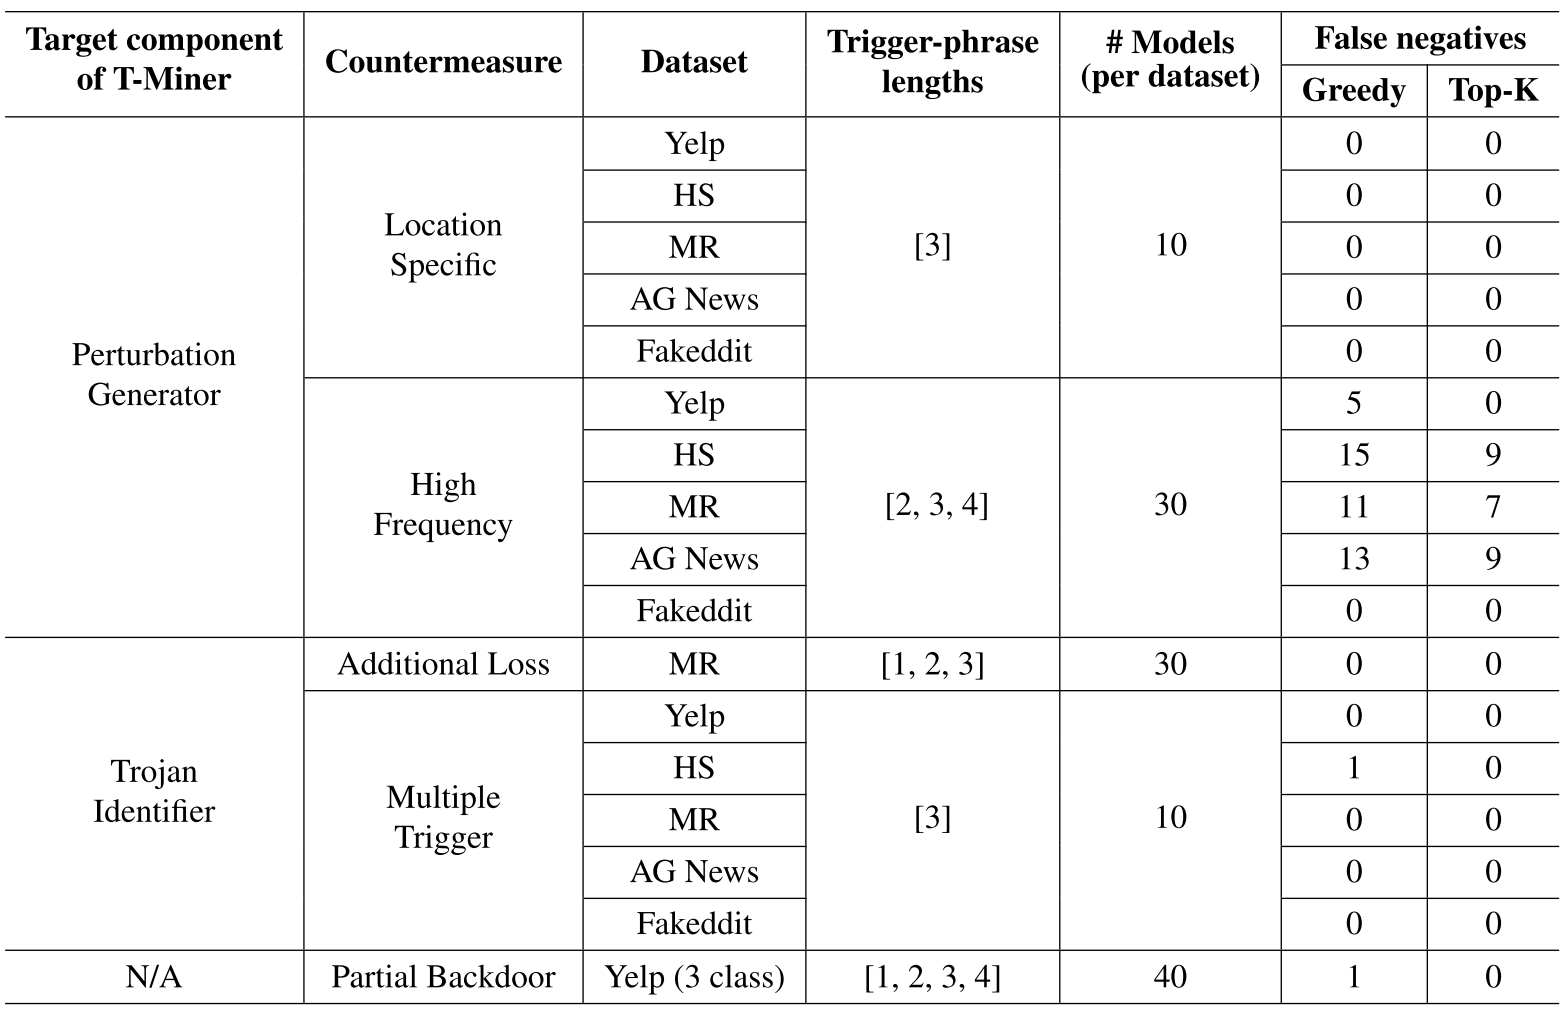 Target component of T-Miner | Countermeasure | Dataset | Trigger-phrase lengths | # Models (per dataset) | False negatives
Greedy | Top-K
Perturbation Generator | Location Specific | Yelp | [3] | 10 | 0 | 0
HS | 0 | 0
MR | 0 | 0
AG News | 0 | 0
Fakeddit | 0 | 0
High Frequency | Yelp | [2, 3, 4] | 30 | 5 | 0
HS | 15 | 9
MR | 11 | 7
AG News | 13 | 9
Fakeddit | 0 | 0
Trojan Identifier | Additional Loss | MR | [1, 2, 3] | 30 | 0 | 0
Multiple Trigger | Yelp | [3] | 10 | 0 | 0
HS | 1 | 0
MR | 0 | 0
AG News | 0 | 0
Fakeddit | 0 | 0
N/A | Partial Backdoor | Yelp (3 class) | [1, 2, 3, 4] | 40 | 1 | 0